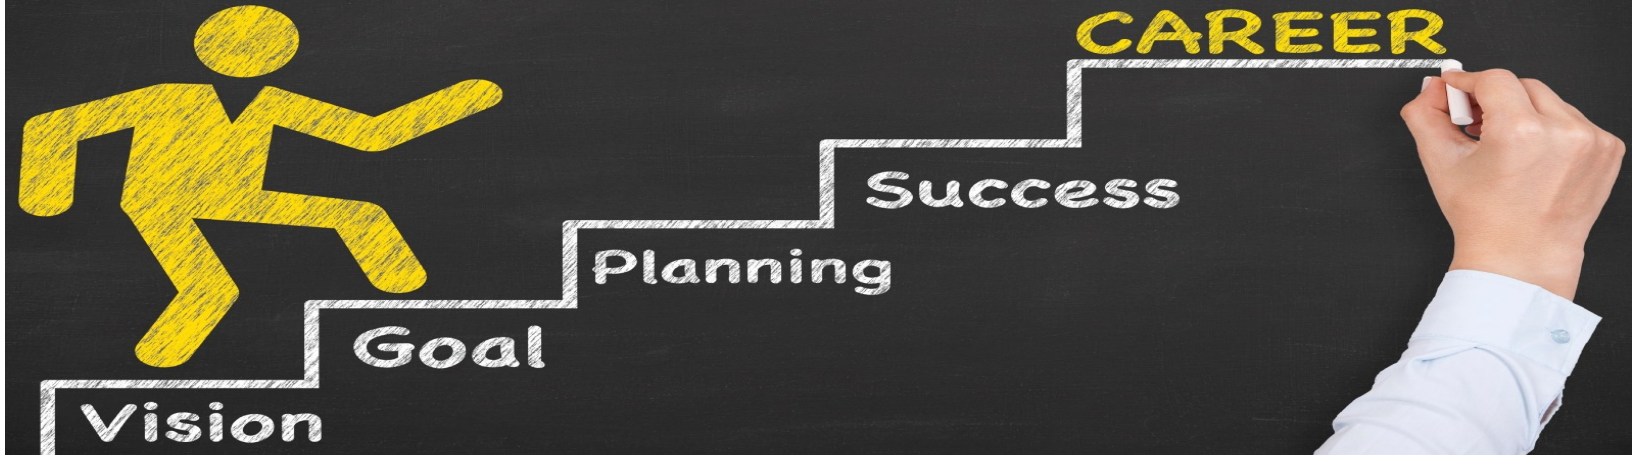 CAREER
Success
Planning
Goal
Vision